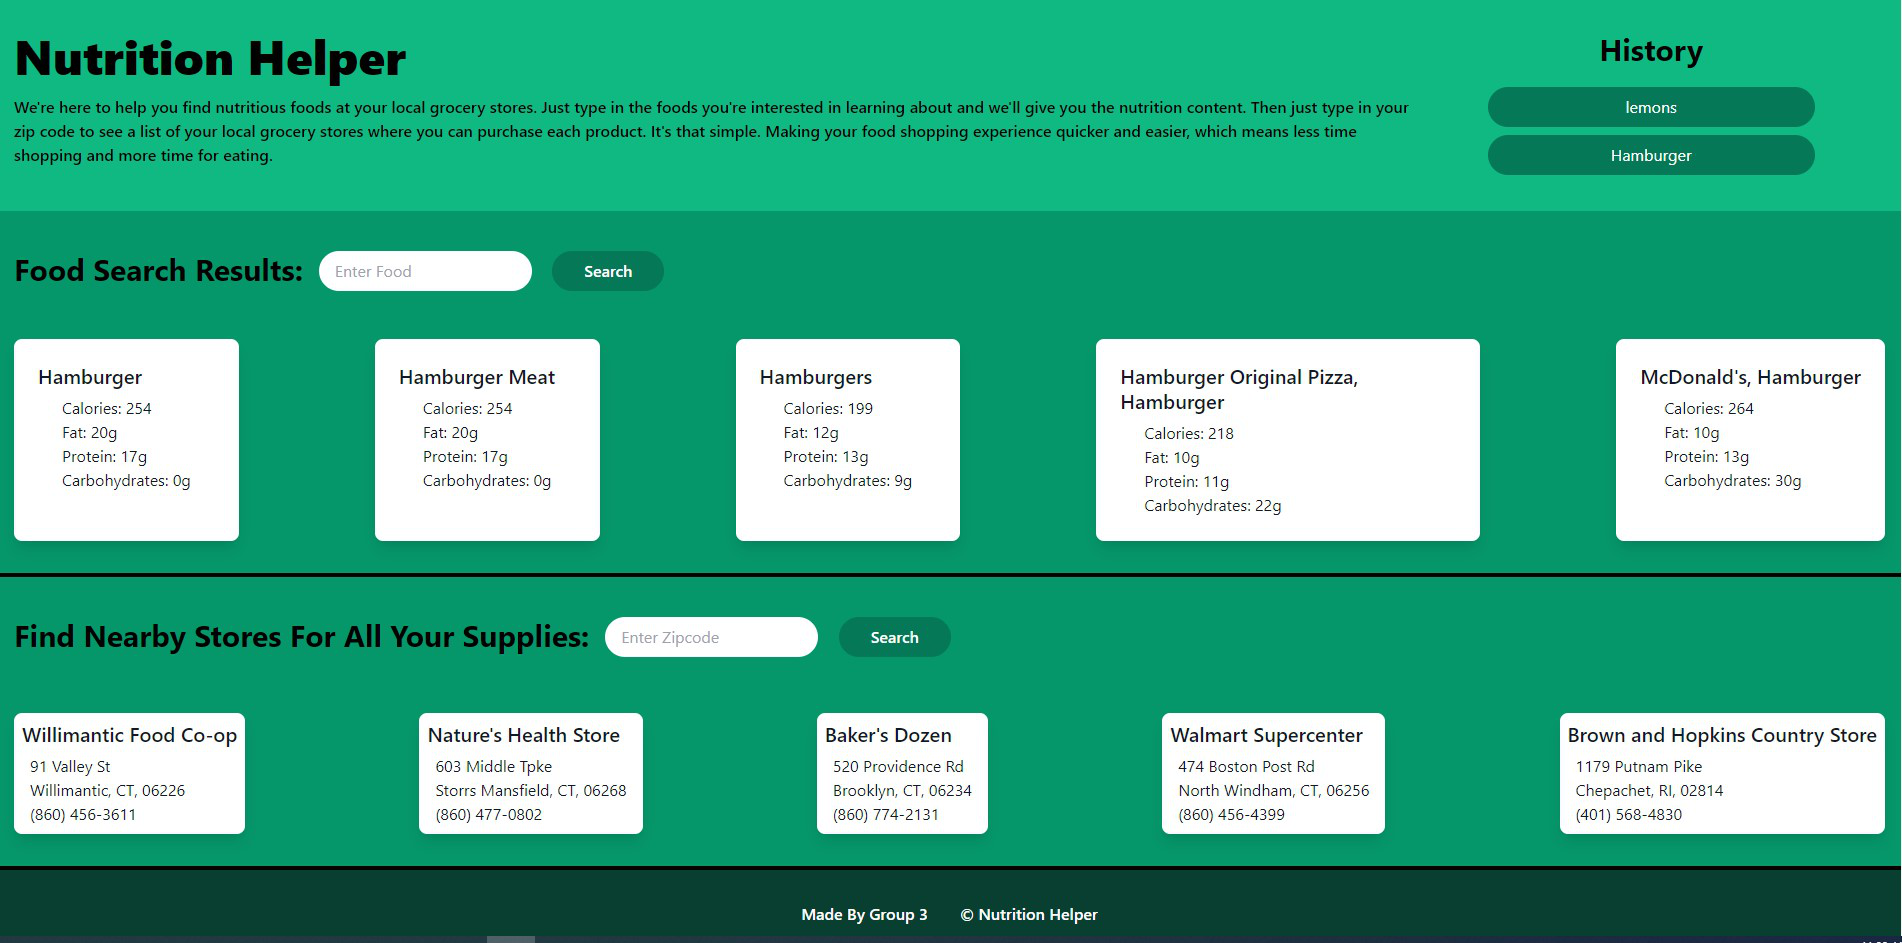 Nutrition Helper
We're here to help you find nutritious foods at your local grocery stores. Just type in the foods you're interested in learning about and we'll give you the nutrition content. Then just type in your
zip code to see a list of your local grocery stores where you can purchase each product. It's that simple. Making your food shopping experience quicker and easier, which means less time
shopping and more time for eating.
History
lemons
Hamburger
Food Search Results:
Enter Food
Search
Hamburger
Calories: 254
Fat: 20g
Protein: 17g
Carbohydrates: 0g
Hamburger Meat
Calories: 254
Fat: 20g
Protein: 17g
Carbohydrates: 0g
Hamburgers
Calories: 199
Fat: 12g
Protein: 13g
Carbohydrates: 9g
Hamburger Original Pizza,
Hamburger
Calories: 218
Fat: 10g
Protein: 11g
Carbohydrates: 22g
McDonald's, Hamburger
Calories: 264
Fat: 10g
Protein: 13g
Carbohydrates: 30g
Find Nearby Stores For All Your Supplies:
Enter Zipcode
Search
Willimantic Food Co-op
91 Valley St
Willimantic, CT, 06226
(860) 456-3611
Nature's Health Store
603 Middle Tpke
Storrs Mansfield, CT, 06268
(860) 477-0802
Baker's Dozen
520 Providence Rd
Brooklyn, CT, 06234
(860) 774-2131
Walmart Supercenter
474 Boston Post Rd
North Windham, CT, 06256
(860) 456-4399
Brown and Hopkins Country Store
1179 Putnam Pike
Chepachet, RI, 02814
(401) 568-4830
Made By Group 3
© Nutrition Helper